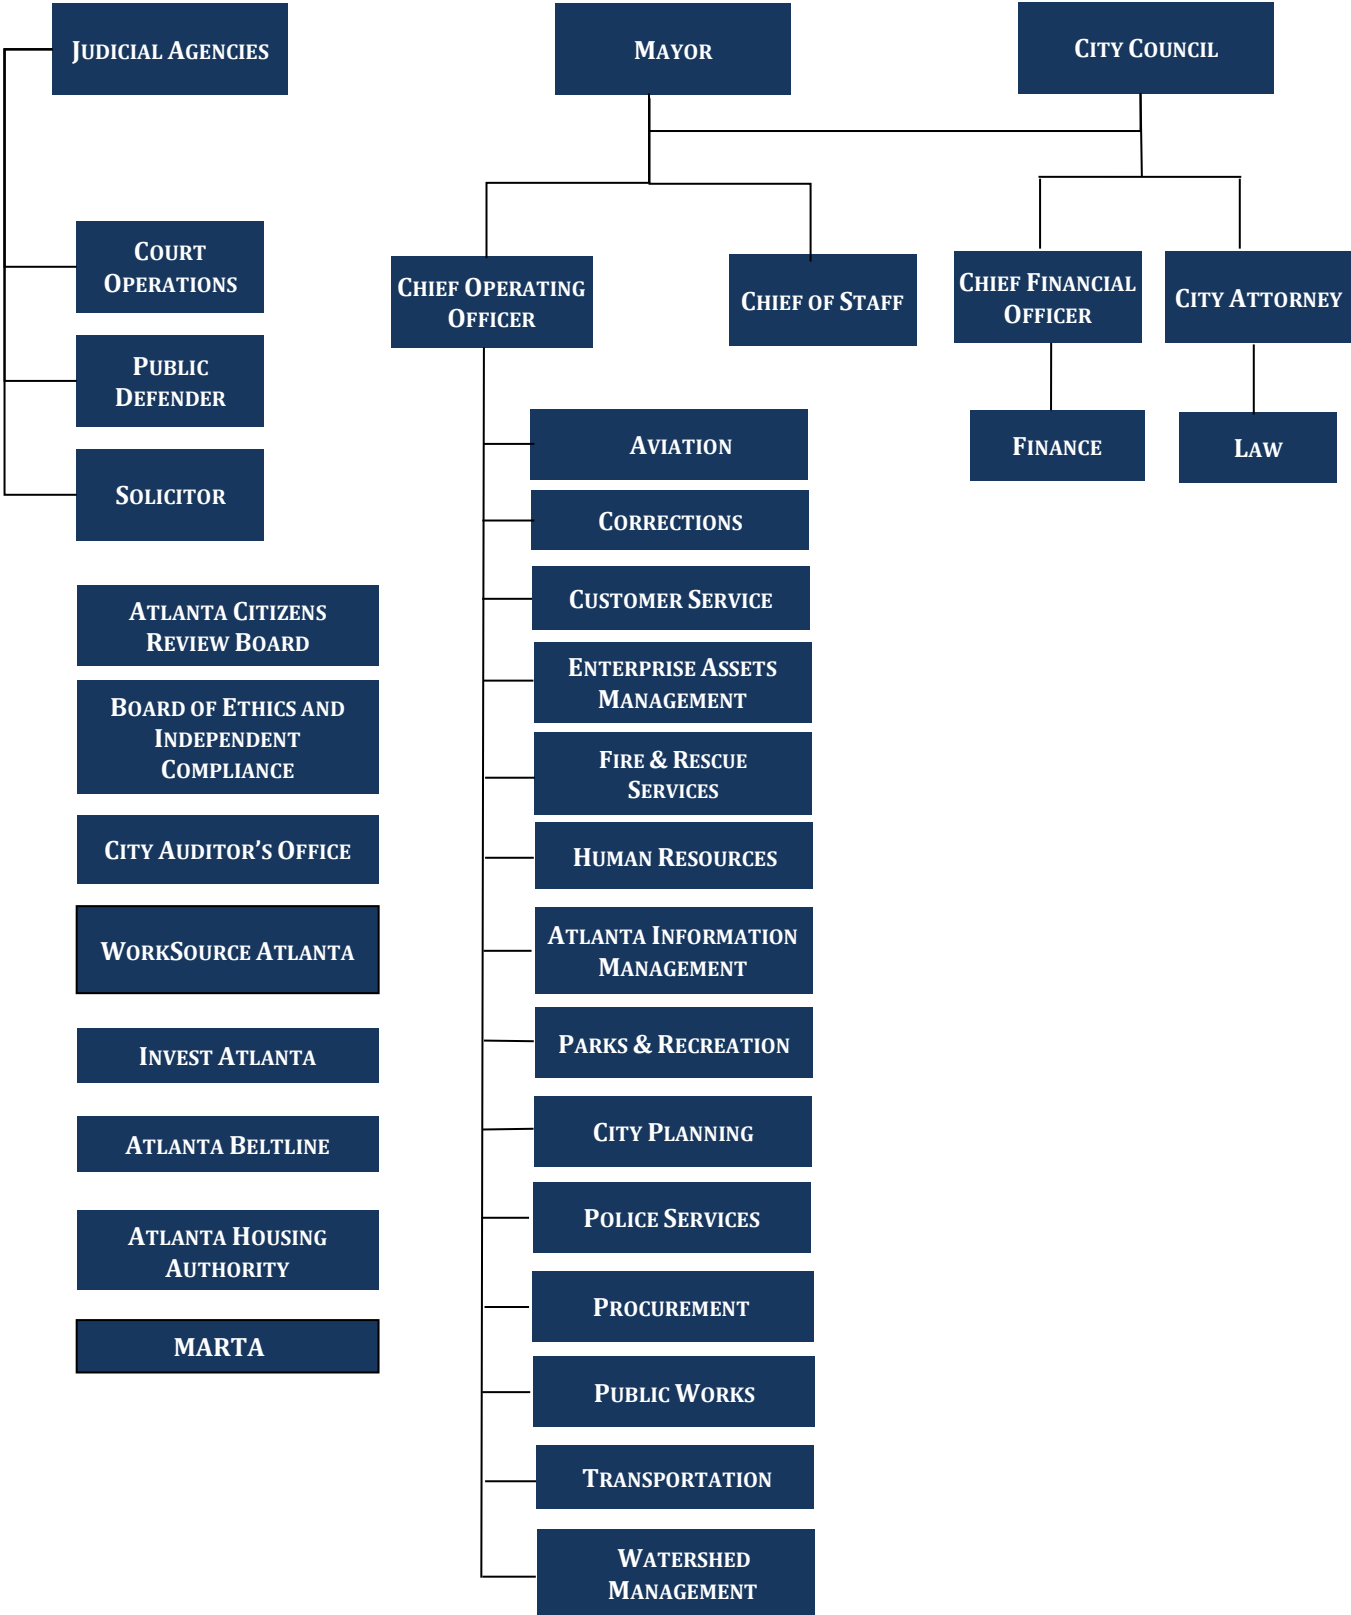 JUDICIAL AGENCIES
MAYOR
CITY COUNCIL
COURT
OPERATIONS
PUBLIC
DEFENDER
SOLICITOR
CHIEF OPERATING
OFFICER
CHIEF OF STAFF
CHIEF FINANCIAL
OFFICER
CITY ATTORNEY
FINANCE
LAW
ATLANTA CITIZENS
REVIEW BOARD
BOARD OF ETHICS AND
INDEPENDENT
COMPLIANCE
CITY AUDITOR’S OFFICE
WORKSOURCE ATLANTA
INVEST ATLANTA
ATLANTA BELTLINE
ATLANTA HOUSING
AUTHORITY
MARTA
AVIATION
CORRECTIONS
CUSTOMER SERVICE
ENTERPRISE ASSETS
MANAGEMENT
FIRE & RESCUE
SERVICES
HUMAN RESOURCES
ATLANTA INFORMATION
MANAGEMENT
PARKS & RECREATION
CITY PLANNING
POLICE SERVICES
PROCUREMENT
PUBLIC WORKS
TRANSPORTATION
WATERSHED
MANAGEMENT